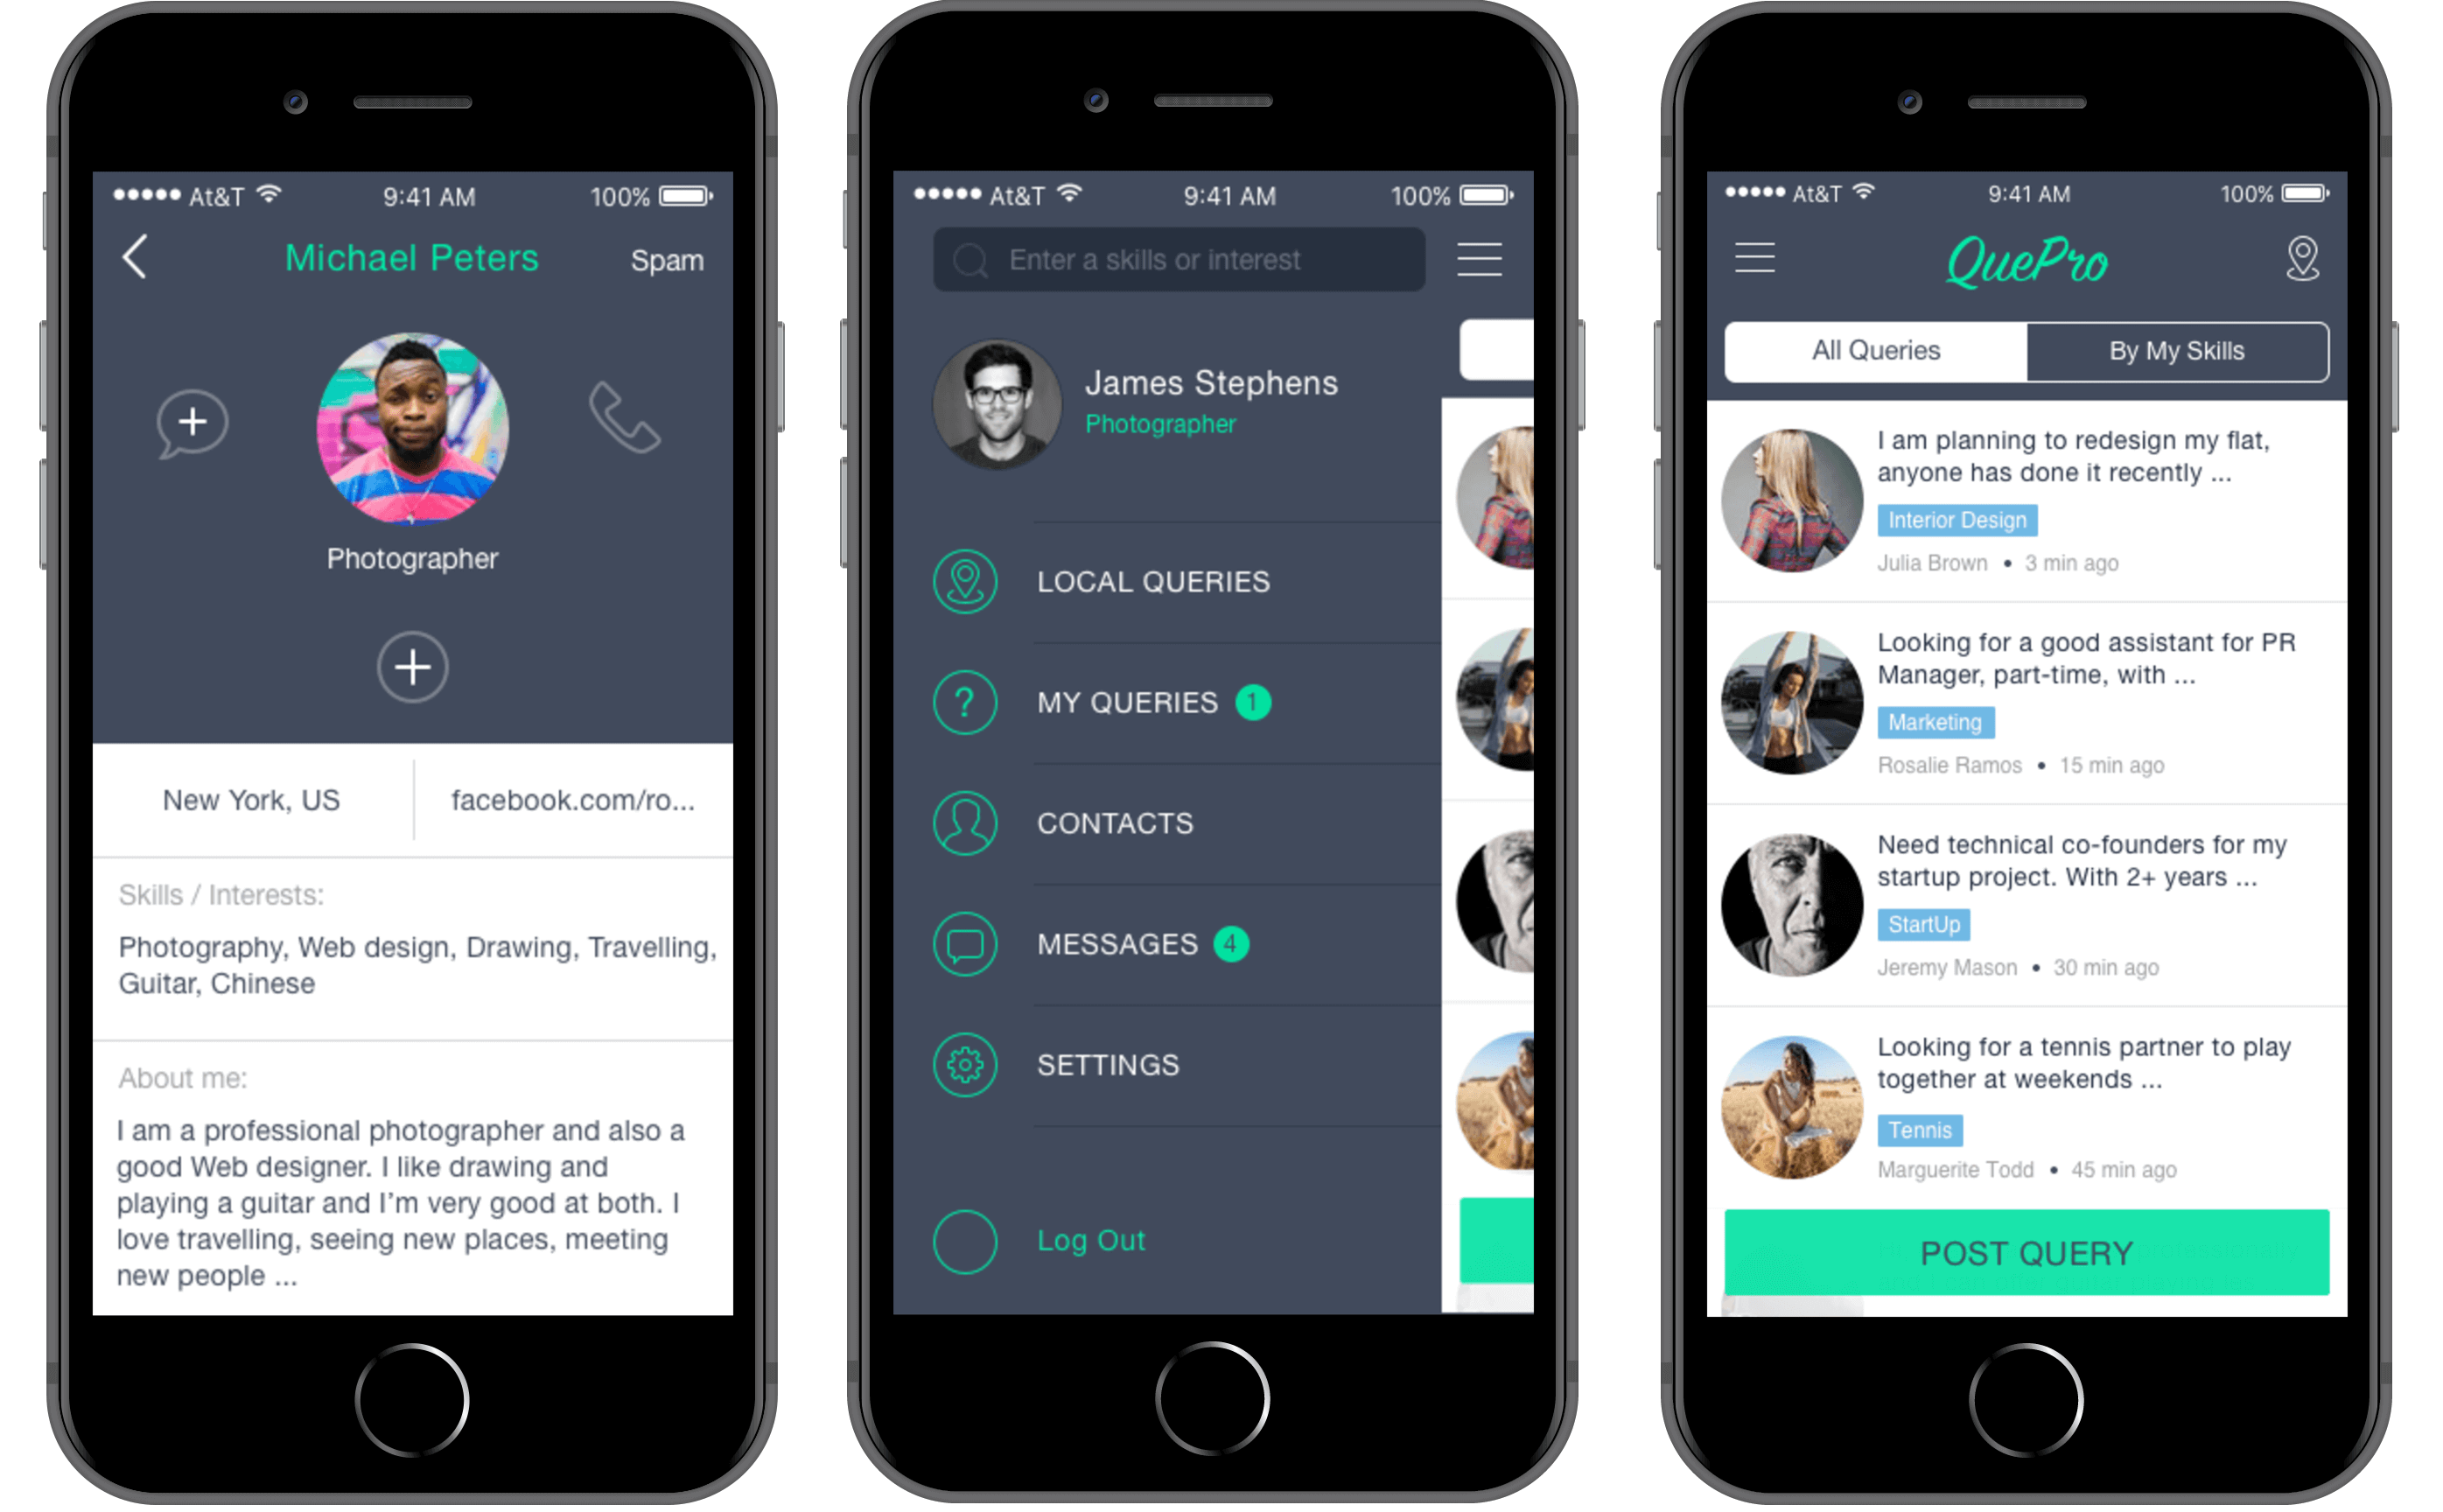 At&T 9:41 AM 100%
Michael Peters Spam
Photographer
New York, US facebook.com/ro...
Skills / Interests:
Photography, Web design, Drawing, Travelling,
Guitar, Chinese
About me:
I am a professional photographer and also a
good Web designer. I like drawing and
playing a guitar and I'm very good at both. I
love travelling, seeing new places, meeting
new people ...
At&T 9:41 AM 100%
Enter a skills or interest
James Stephens
Photographer
LOCAL QUERIES
? MY QUERIES 1
CONTACTS
MESSAGES 4
SETTINGS
Log Out
At&T 9:41 AM 100%
QuePro
All Queries By My Skills
I am planning to redesign my flat,
anyone has done it recently ...
Interior Design
Julia Brown • 3 min ago
Looking for a good assistant for PR
Manager, part-time, with ...
Marketing
Rosalie Ramos • 15 min ago
Need technical co-founders for my
startup project. With 2+ years ...
StartUp
Jeremy Mason • 30 min ago
Looking for a tennis partner to play
together at weekends ...
Tennis
Marguerite Todd • 45 min ago
POST QUERY